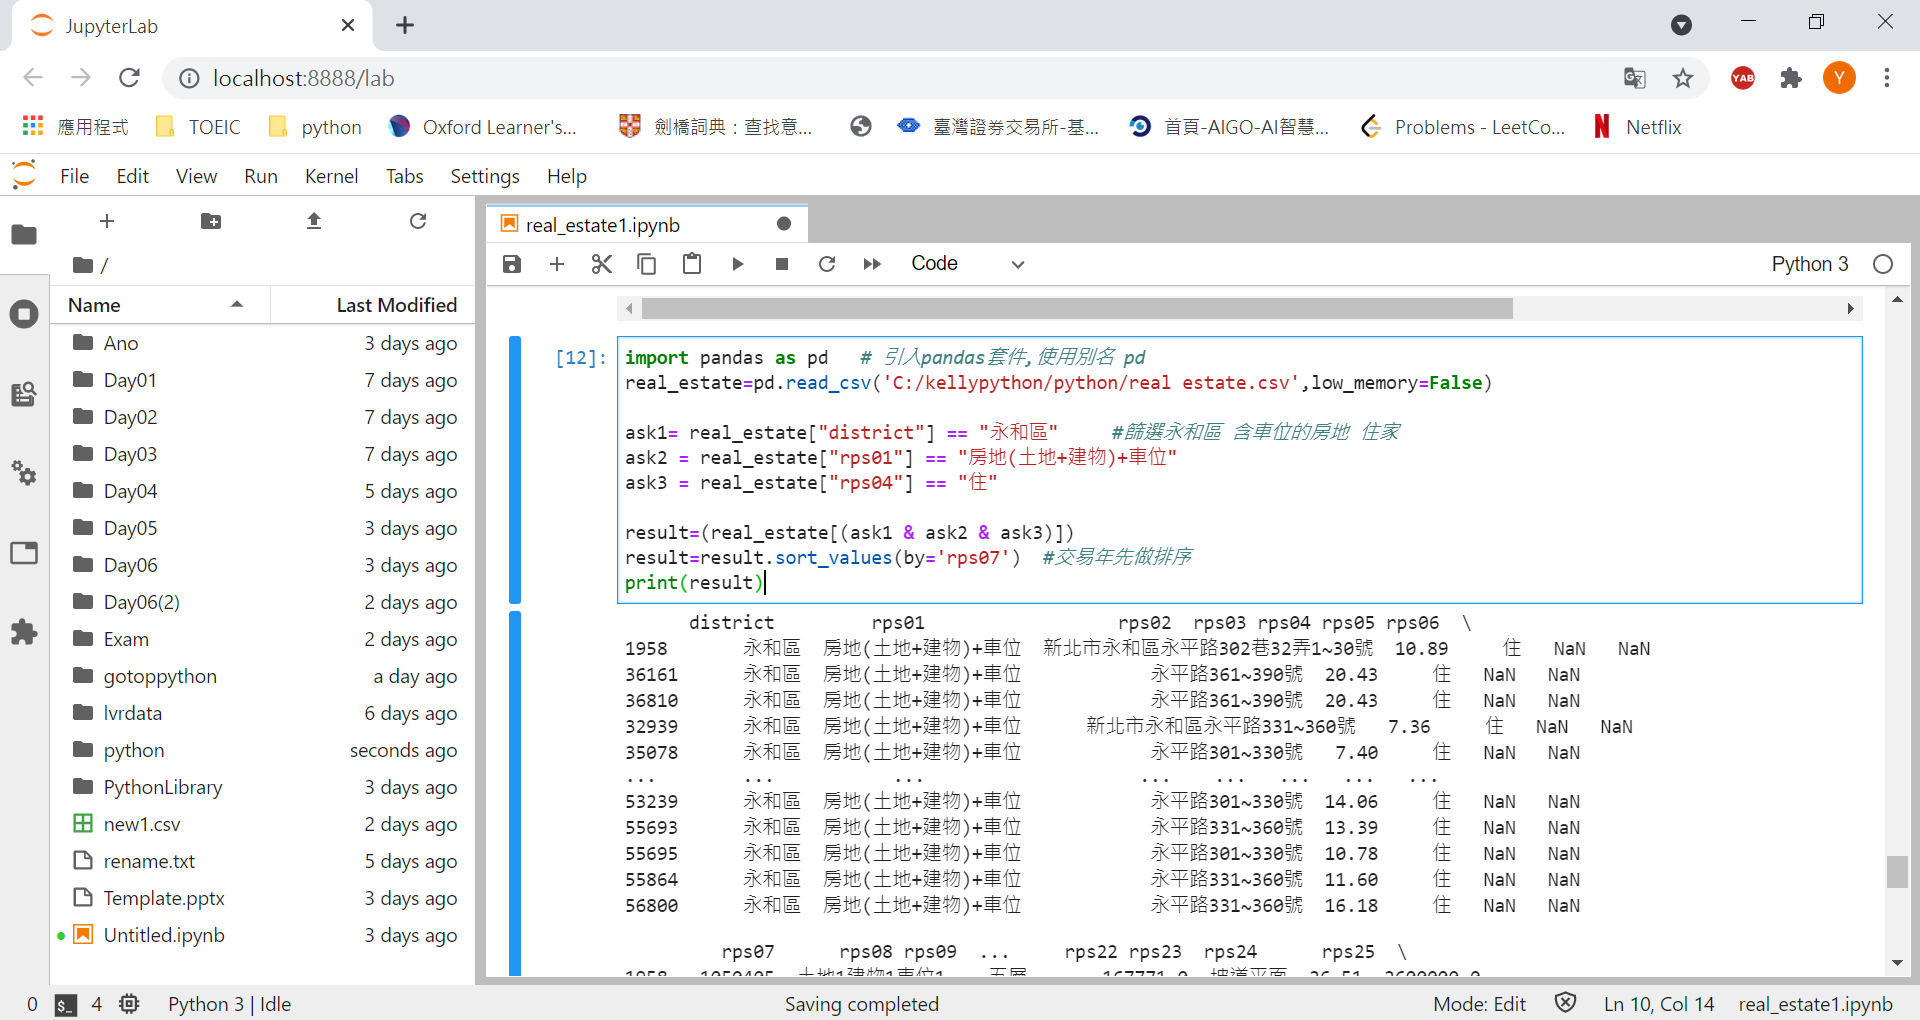 JupyterLab
localhost:8888/lab
應用程式 TOEIC python Oxford Learner's... 劍橋詞典：查找意... 臺灣證券交易所-基... 首頁-AIGO-AI智慧... Problems - LeetCo... Netflix
YAB Y
File Edit View Run Kernel Tabs Settings Help
real_estate1.ipynb
Code Python 3
/
Name Last Modified
Ano 3 days ago
Day01 7 days ago
Day02 7 days ago
Day03 7 days ago
Day04 5 days ago
Day05 3 days ago
Day06 3 days ago
Day06(2) 2 days ago
Exam 2 days ago
gotoppython a day ago
lvrdata 6 days ago
python seconds ago
PythonLibrary 3 days ago
new1.csv 2 days ago
rename.txt 5 days ago
Template.pptx 3 days ago
Untitled.ipynb 3 days ago
[12]: import pandas as pd # 引入pandas套件,使用別名 pd
real_estate=pd.read_csv('C:/kellypython/python/real estate.csv',low_memory=False)
ask1= real_estate["district"] == "永和區" #篩選永和區 含車位的房地 住家
ask2 = real_estate["rps01"] == "房地(土地+建物)+車位"
ask3 = real_estate["rps04"] == "住"
result=(real_estate[(ask1 & ask2 & ask3)])
result=result.sort_values(by='rps07') #交易年先做排序
print(result)
district rps01 rps02 rps03 rps04 rps05 rps06 \
1958 永和區 房地(土地+建物)+車位 新北市永和區永平路302巷32弄1~30號 10.89 住 NaN NaN
36161 永和區 房地(土地+建物)+車位 永平路361~390號 20.43 住 NaN NaN
36810 永和區 房地(土地+建物)+車位 永平路361~390號 20.43 住 NaN NaN
32939 永和區 房地(土地+建物)+車位 新北市永和區永平路331~360號 7.36 住 NaN NaN
35078 永和區 房地(土地+建物)+車位 永平路301~330號 7.40 住 NaN NaN
... ... ... ... ... ... ... ...
53239 永和區 房地(土地+建物)+車位 永平路301~330號 14.06 住 NaN NaN
55693 永和區 房地(土地+建物)+車位 永平路331~360號 13.39 住 NaN NaN
55695 永和區 房地(土地+建物)+車位 永平路301~330號 10.78 住 NaN NaN
55864 永和區 房地(土地+建物)+車位 永平路331~360號 11.60 住 NaN NaN
56800 永和區 房地(土地+建物)+車位 永平路331~360號 16.18 住 NaN NaN
rps07 rps08 rps09 ... rps22 rps23 rps24 rps25 \
0 $_ 4 Python 3 | Idle Saving completed Mode: Edit Ln 10, Col 14 real_estate1.ipynb